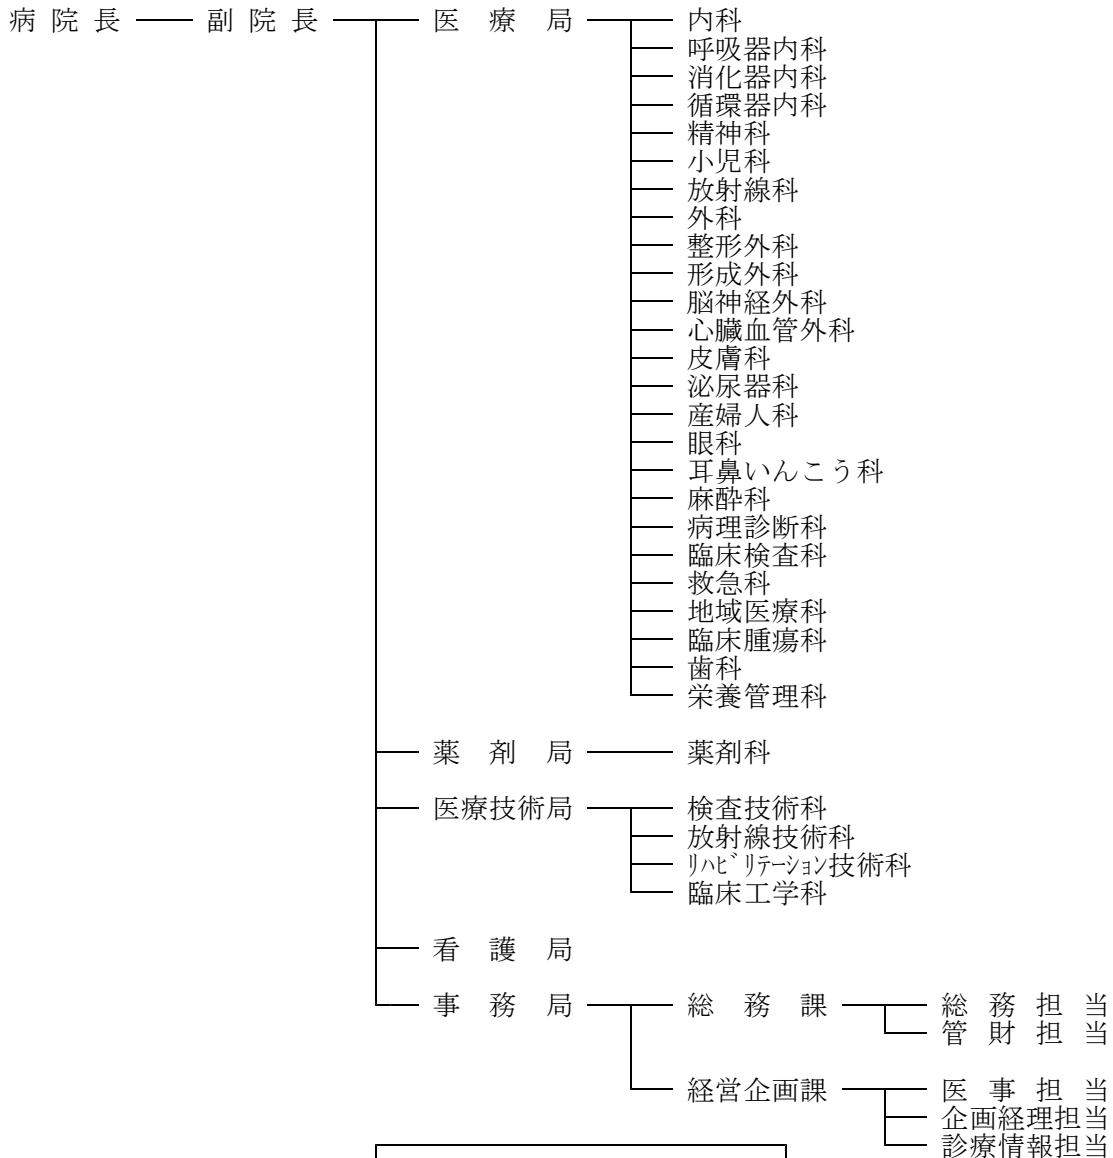 病院長 副院長 医療局 内科
呼吸器内科
消化器内科
循環器内科
精神科
小児科
放射線科
外科
整形外科
形成外科
脳神経外科
心臓血管外科
皮膚科
泌尿器科
産婦人科
眼科
耳鼻いんこう科
麻酔科
病理診断科
臨床検査科
救急科
地域医療科
臨床腫瘍科
歯科
栄養管理科
薬剤局 薬剤科
医療技術局 検査技術科
放射線技術科
ﾘﾊﾋﾞﾘﾃｰｼｮﾝ技術科
臨床工学科
看護局
事務局 総務課 総務担当
管財担当
経営企画課 医事担当
企画経理担当
診療情報担当